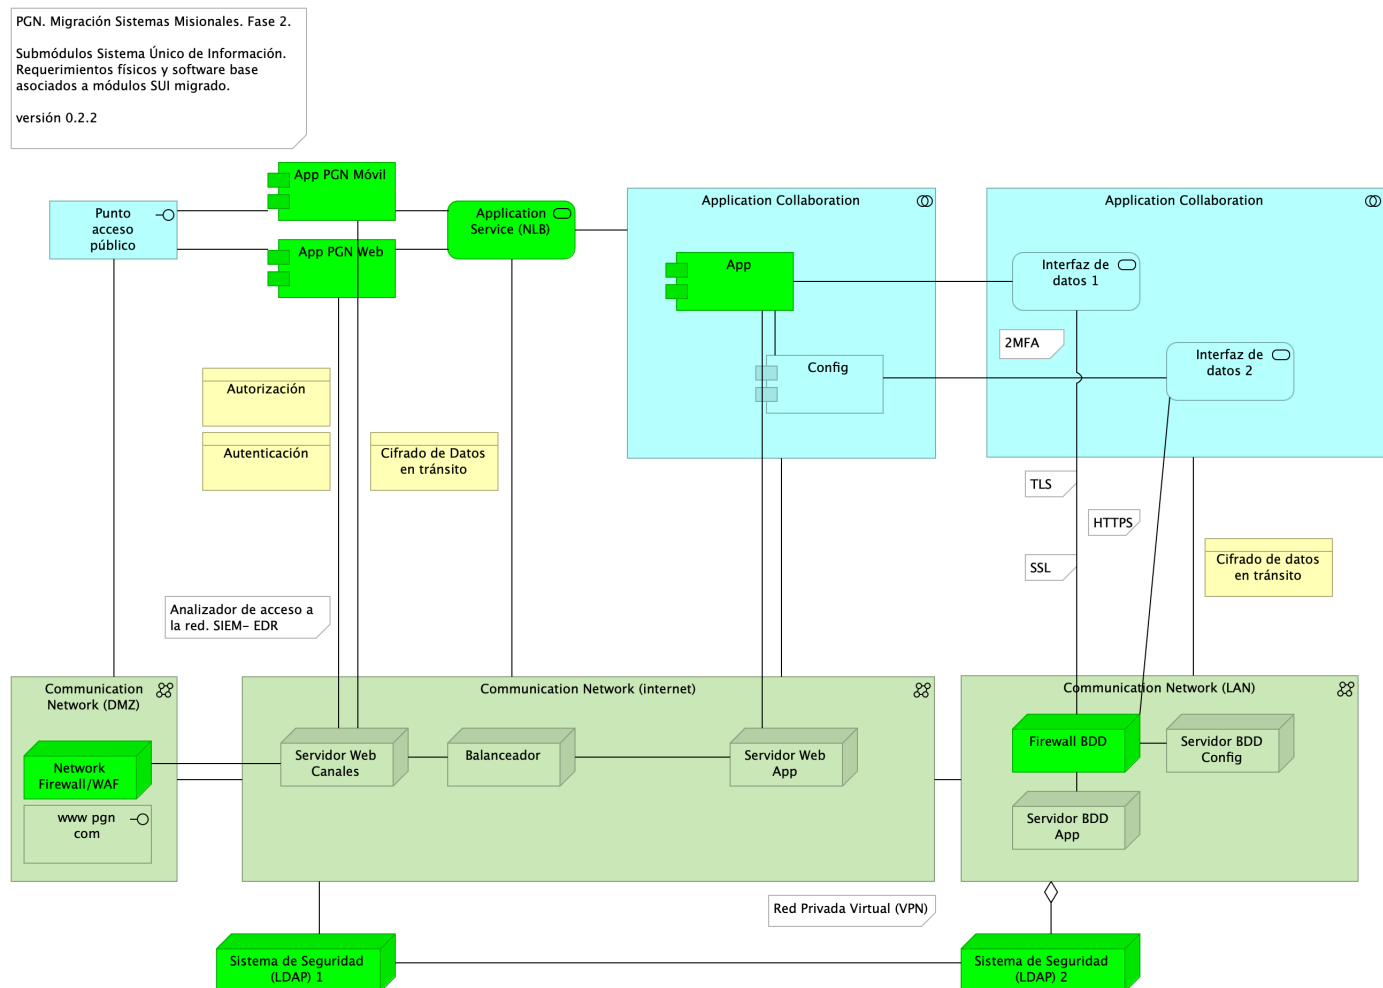 PGN. Migración Sistemas Misionales. Fase 2.
Submódulos Sistema Único de Información.
Requerimientos físicos y software base
asociados a módulos SUI migrado.
versión 0.2.2
Punto
acceso
público
App PGN Móvil
App PGN Web
Application
Service (NLB)
Application Collaboration
App
Config
Application Collaboration
Interfaz de
datos 1
2MFA
Interfaz de
datos 2
Autorización
Autenticación
Cifrado de Datos
en tránsito
TLS
HTTPS
SSL
Cifrado de datos
en tránsito
Analizador de acceso a
la red. SIEM- EDR
Communication
Network (DMZ)
Network
Firewall/WAF
www pgn
com
Communication Network (internet)
Servidor Web
Canales
Balanceador
Servidor Web
App
Communication Network (LAN)
Firewall BDD
Servidor BDD
Config
Servidor BDD
App
Red Privada Virtual (VPN)
Sistema de Seguridad
(LDAP) 1
Sistema de Seguridad
(LDAP) 2